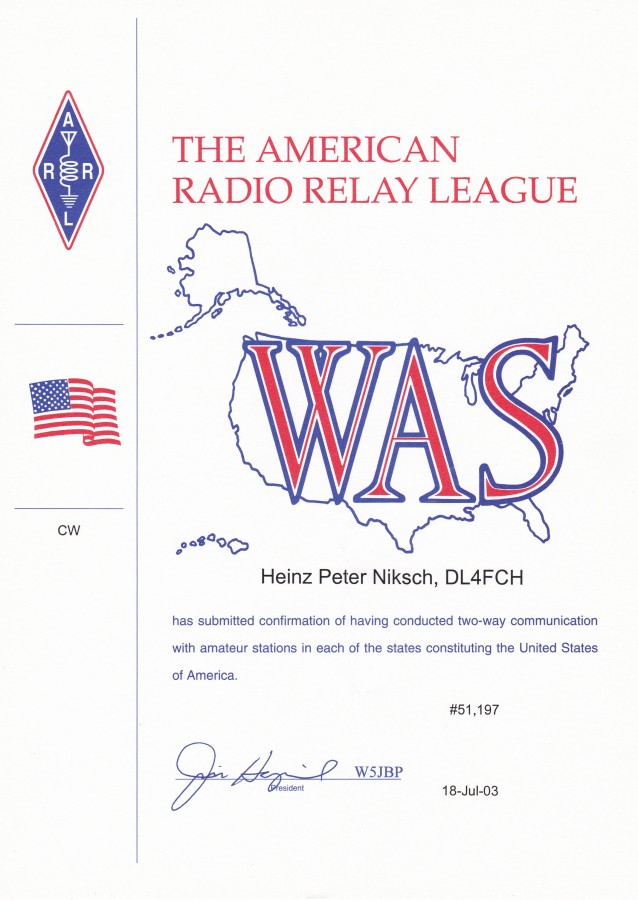 A
R R
L
THE AMERICAN
RADIO RELAY LEAGUE
WAS
CW
Heinz Peter Niksch, DL4FCH
has submitted confirmation of having conducted two-way communication
with amateur stations in each of the states constituting the United States
of America.
#51,197
W5JBP
President
18-Jul-03